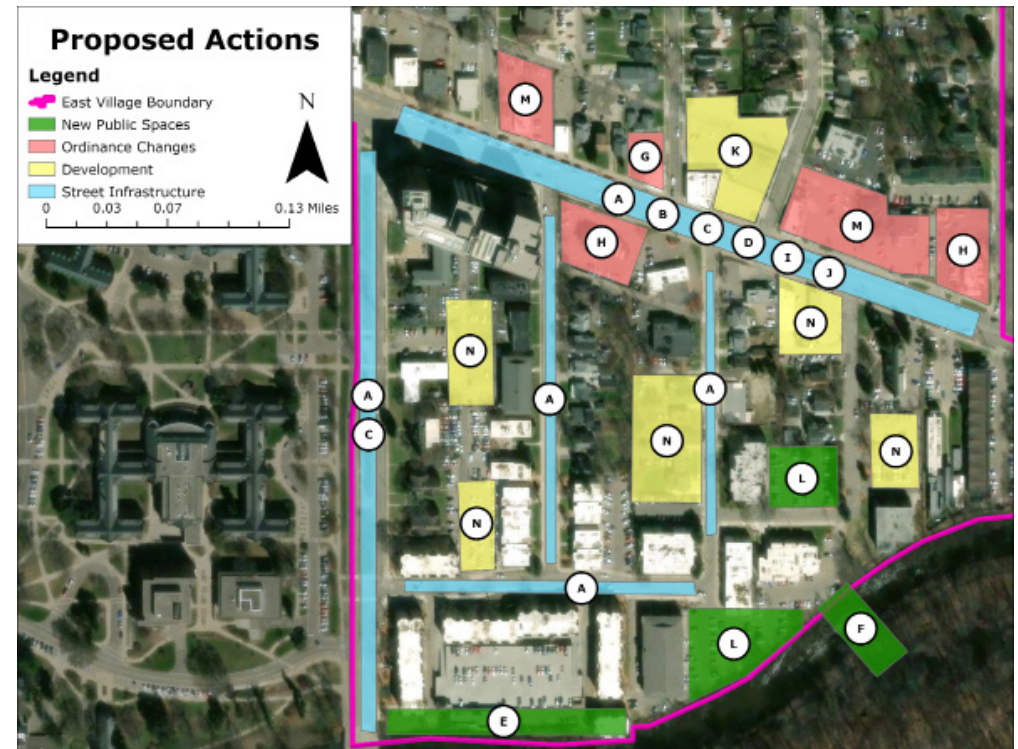 Proposed Actions
Legend
East Village Boundary
N
New Public Spaces
Ordinance Changes
Development
Street Infrastructure
0 0.03 0.07 0.13 Miles
M
G
K
A
B
C
D
I
J
H
M
H
N
N
A
C
A
A
N
N
L
N
A
L
F
E